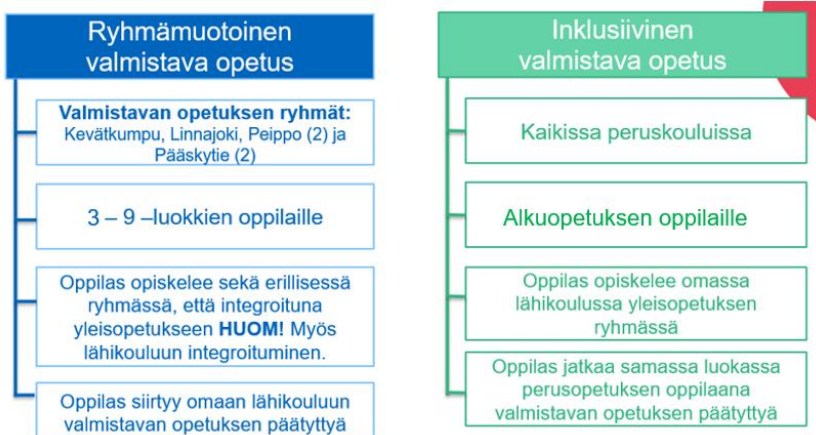 Ryhmämuotoinen
valmistava opetus
Valmistavan opetuksen ryhmät:
Kevätkumpu, Linnajoki, Peippo (2) ja
Pääskytie (2)
3 – 9 –luokkien oppilaille
Oppilas opiskelee sekä erillisessä
ryhmässä, että integroituna
yleisopetukseen HUOM! Myös
lähikouluun integroituminen.
Oppilas siirtyy omaan lähikouluun
valmistavan opetuksen päätyttyä
Inklusiivinen
valmistava opetus
Kaikissa peruskouluissa
Alkuopetuksen oppilaille
Oppilas opiskelee omassa
lähikoulussa yleisopetuksen
ryhmässä
Oppilas jatkaa samassa luokassa
perusopetuksen oppilaana
valmistavan opetuksen päätyttyä